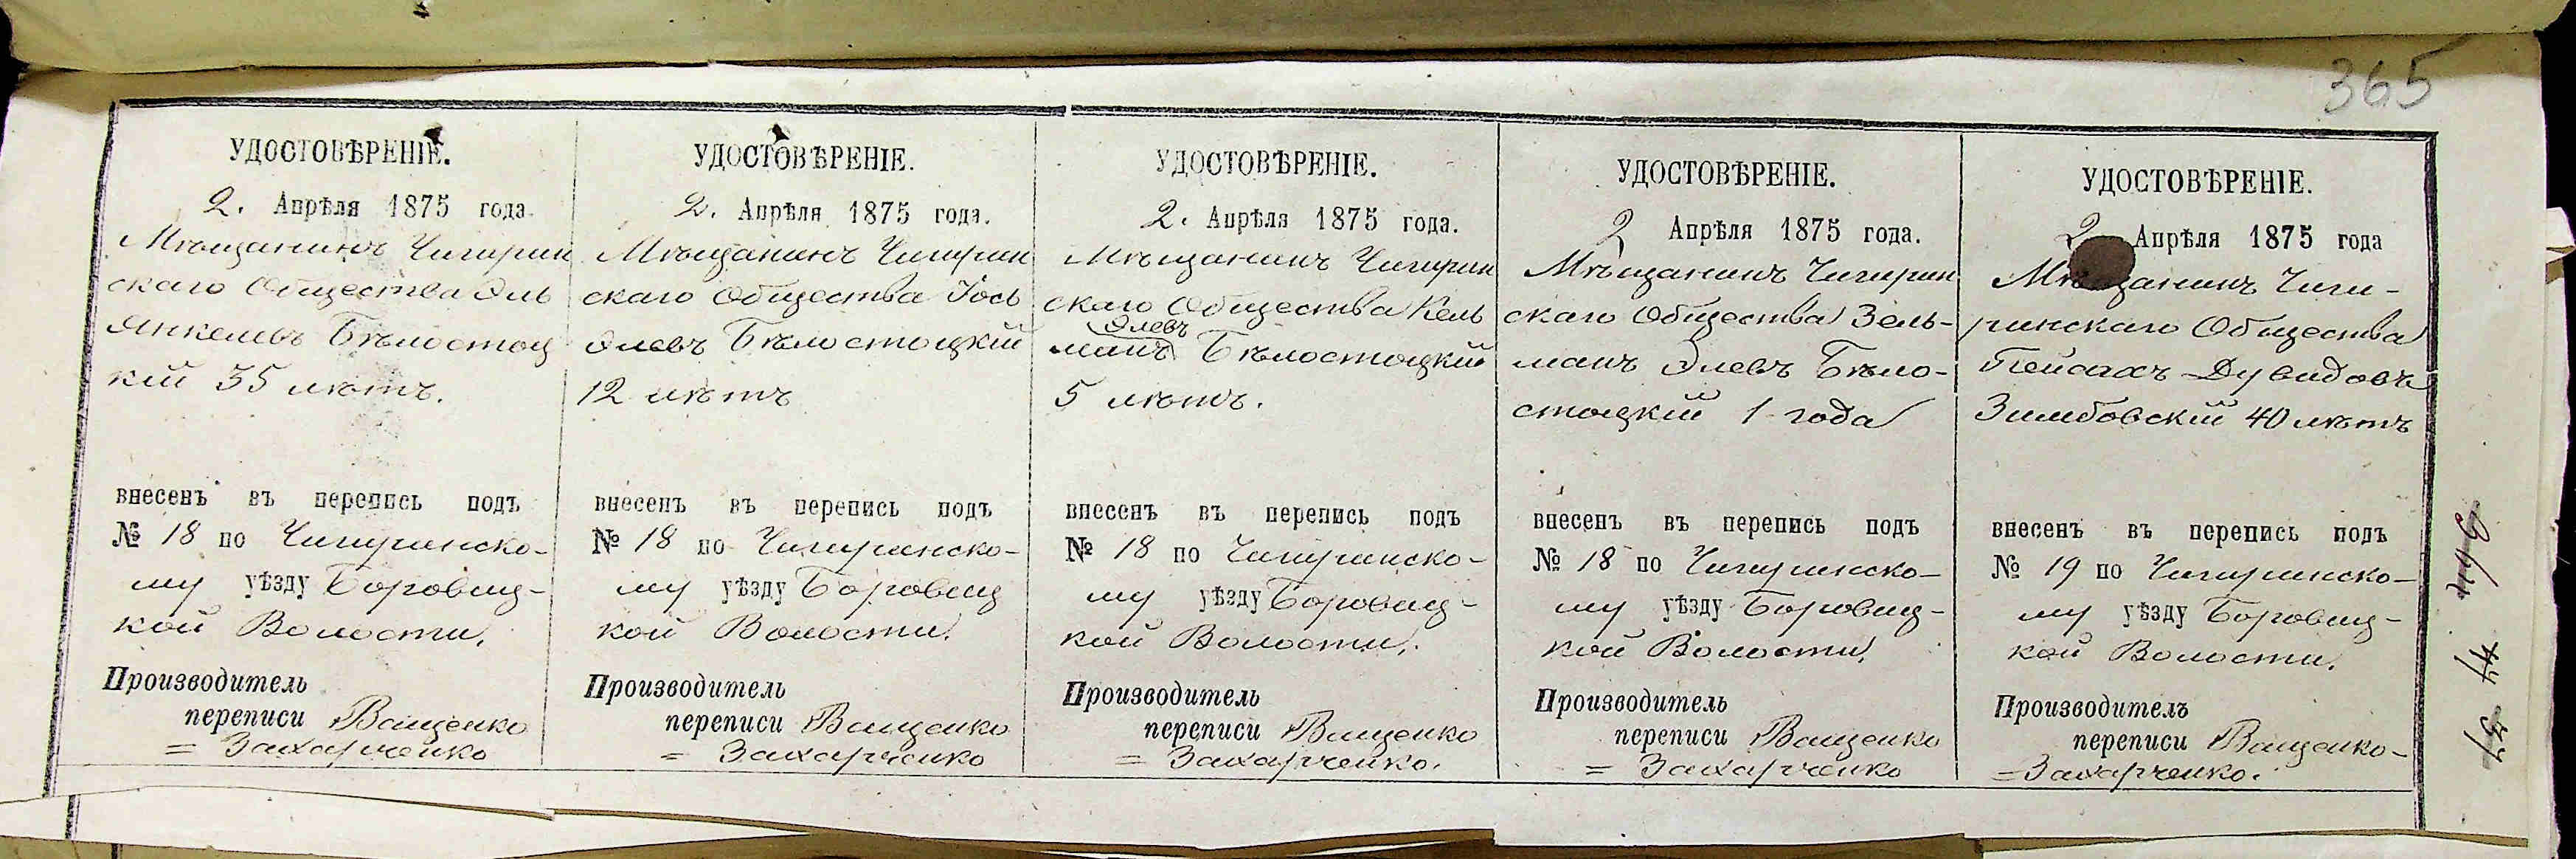 365
УДОСТОВѢРЕНІЕ.
2. Апрѣля 1875 года.
Мѣщанинъ Чигирин
скаго Общества Эль
Янкелевъ Бѣлостоц
кій 35 лѣтъ.
внесенъ въ перепись подъ
№ 18 по Чигиринско-
му уѣзду Боровиц-
кой Волости.
Производитель
переписи Ващенко
= Захарченко
УДОСТОВѢРЕНІЕ.
2. Апрѣля 1875 года.
Мѣщанинъ Чигирин
скаго Общества Іось
Элевъ Бѣлостоцкій
12 лѣтъ
внесенъ въ перепись подъ
№ 18 по Чигиринско-
му уѣзду Боровиц
кой Волости.
Производитель
переписи Ващенко
= Захарченко
УДОСТОВѢРЕНІЕ.
2. Апрѣля 1875 года.
Мѣщанинъ Чигирин
скаго Общества Кель
Элевъ
манъ Бѣлостоцкій
5 лѣтъ.
внесенъ въ перепись подъ
№ 18 по Чигиринско-
му уѣзду Боровиц-
кой Волости.
Производитель
переписи Ващенко
= Захарченко.
УДОСТОВѢРЕНІЕ.
2 Апрѣля 1875 года.
Мѣщанинъ Чигирин
скаго Общества Зель-
манъ Элевъ Бѣло-
стоцкій 1 года
внесенъ въ перепись подъ
№ 18 по Чигиринско-
му уѣзду Боровиц-
кой Волости.
Производитель
переписи Ващенко
= Захарченко
УДОСТОВѢРЕНІЕ.
2 Апрѣля 1875 года
Мѣщанинъ Чиги-
ринскаго Общества
Пейсахъ Дувидовъ
Зимбовскій 40 лѣтъ
внесенъ въ перепись подъ
№ 19 по Чигиринско-
му уѣзду Боровиц-
кой Волости.
Производитель
переписи Ващенко-
= Захарченко.